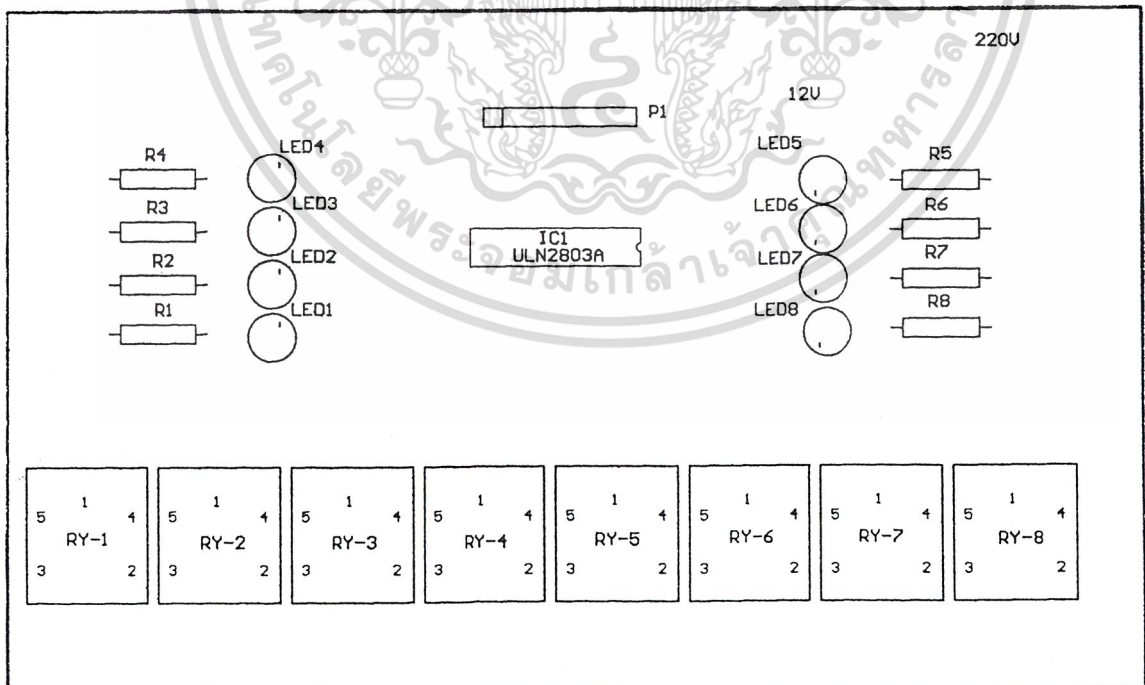 220V
12V
P1
LED4
LED5
R4
R5
LED3
LED6
R3
R6
IC1
ULN2803A
LED2
LED7
R2
R7
LED1
LED8
R1
R8
1
5 4
RY-1
3 2
1
5 4
RY-2
3 2
1
5 4
RY-3
3 2
1
5 4
RY-4
3 2
1
5 4
RY-5
3 2
1
5 4
RY-6
3 2
1
5 4
RY-7
3 2
1
5 4
RY-8
3 2